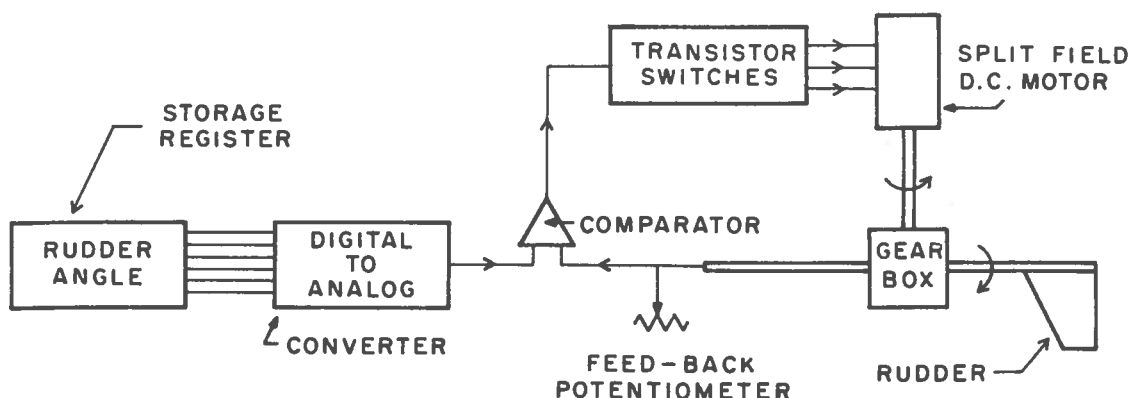 TRANSISTOR
SWITCHES
SPLIT FIELD
D.C. MOTOR
STORAGE
REGISTER
COMPARATOR
RUDDER
ANGLE
DIGITAL
TO
ANALOG
GEAR
BOX
CONVERTER
FEED-BACK
POTENTIOMETER
RUDDER